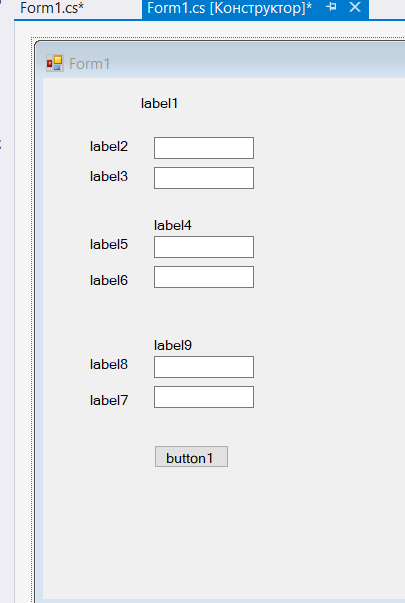 Form1.cs* Form1.cs [Конструктор]*
Form1
label1
label2
label3
label4
label5
label6
label9
label8
label7
button1